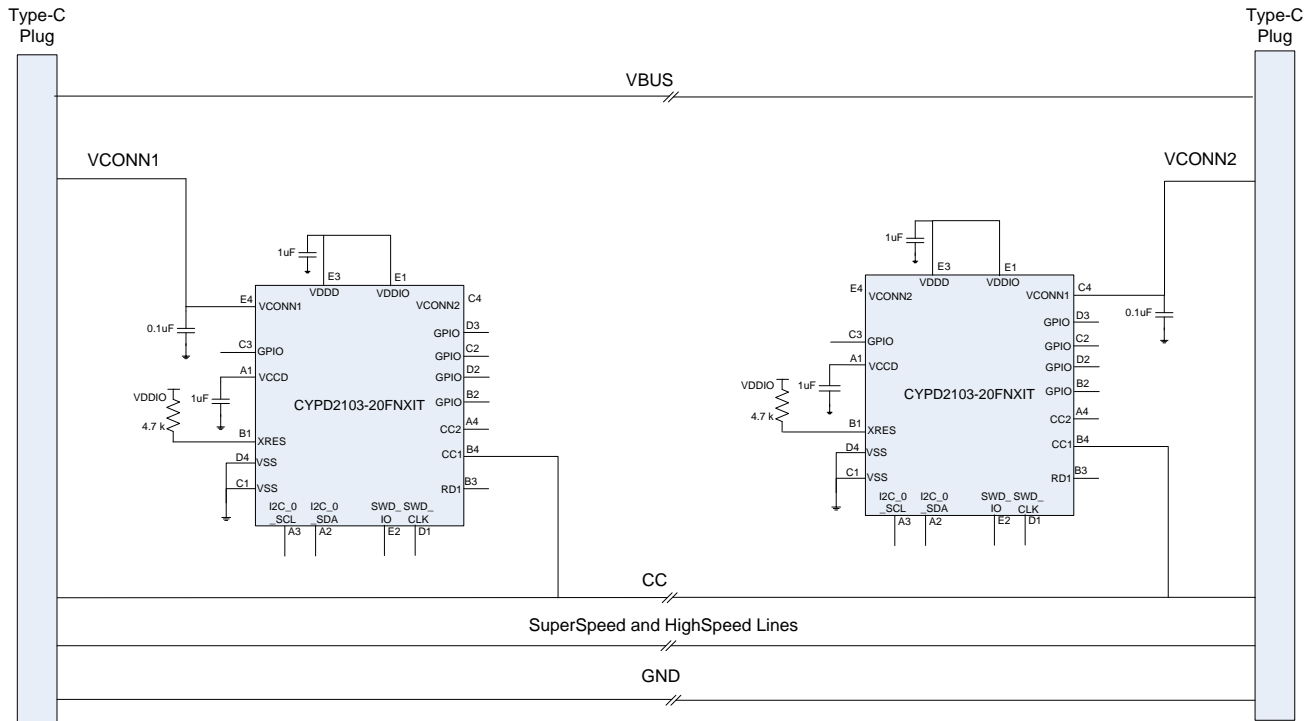 Type-C
Plug
Type-C
Plug
VBUS
VCONN1
VCONN2
1uF
E3
E1
VDDD
VDDIO
E4
VCONN1
VCONN2
C4
0.1uF
GPIO
D3
C3
GPIO
GPIO
C2
A1
VCCD
GPIO
D2
VDDIO
1uF
CYPD2103-20FNXIT
GPIO
B2
4.7 k
CC2
A4
B1
XRES
CC1
B4
D4
VSS
C1
VSS
RD1
B3
I2C_0
_SCL
I2C_0
_SDA
SWD_
IO
SWD_
CLK
A3
A2
E2
D1
1uF
E3
E1
VDDD
VDDIO
E4
VCONN2
VCONN1
C4
0.1uF
GPIO
D3
C3
GPIO
GPIO
C2
A1
VCCD
GPIO
D2
VDDIO
1uF
CYPD2103-20FNXIT
GPIO
B2
4.7 k
CC2
A4
B1
XRES
CC1
B4
D4
VSS
C1
VSS
RD1
B3
I2C_0
_SCL
I2C_0
_SDA
SWD_
IO
SWD_
CLK
A3
A2
E2
D1
CC
SuperSpeed and HighSpeed Lines
GND